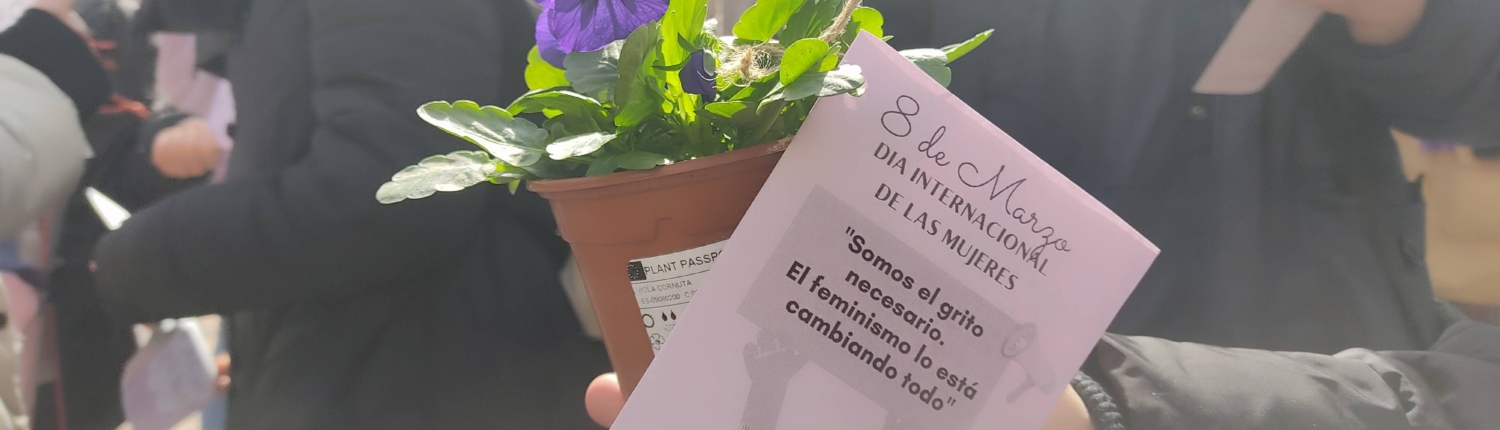 8 de Marzo
DIA INTERNACIONAL
DE LAS MUJERES
"Somos el grito
necesario.
El feminismo lo está
cambiando todo"
PLANT
CORNUTA